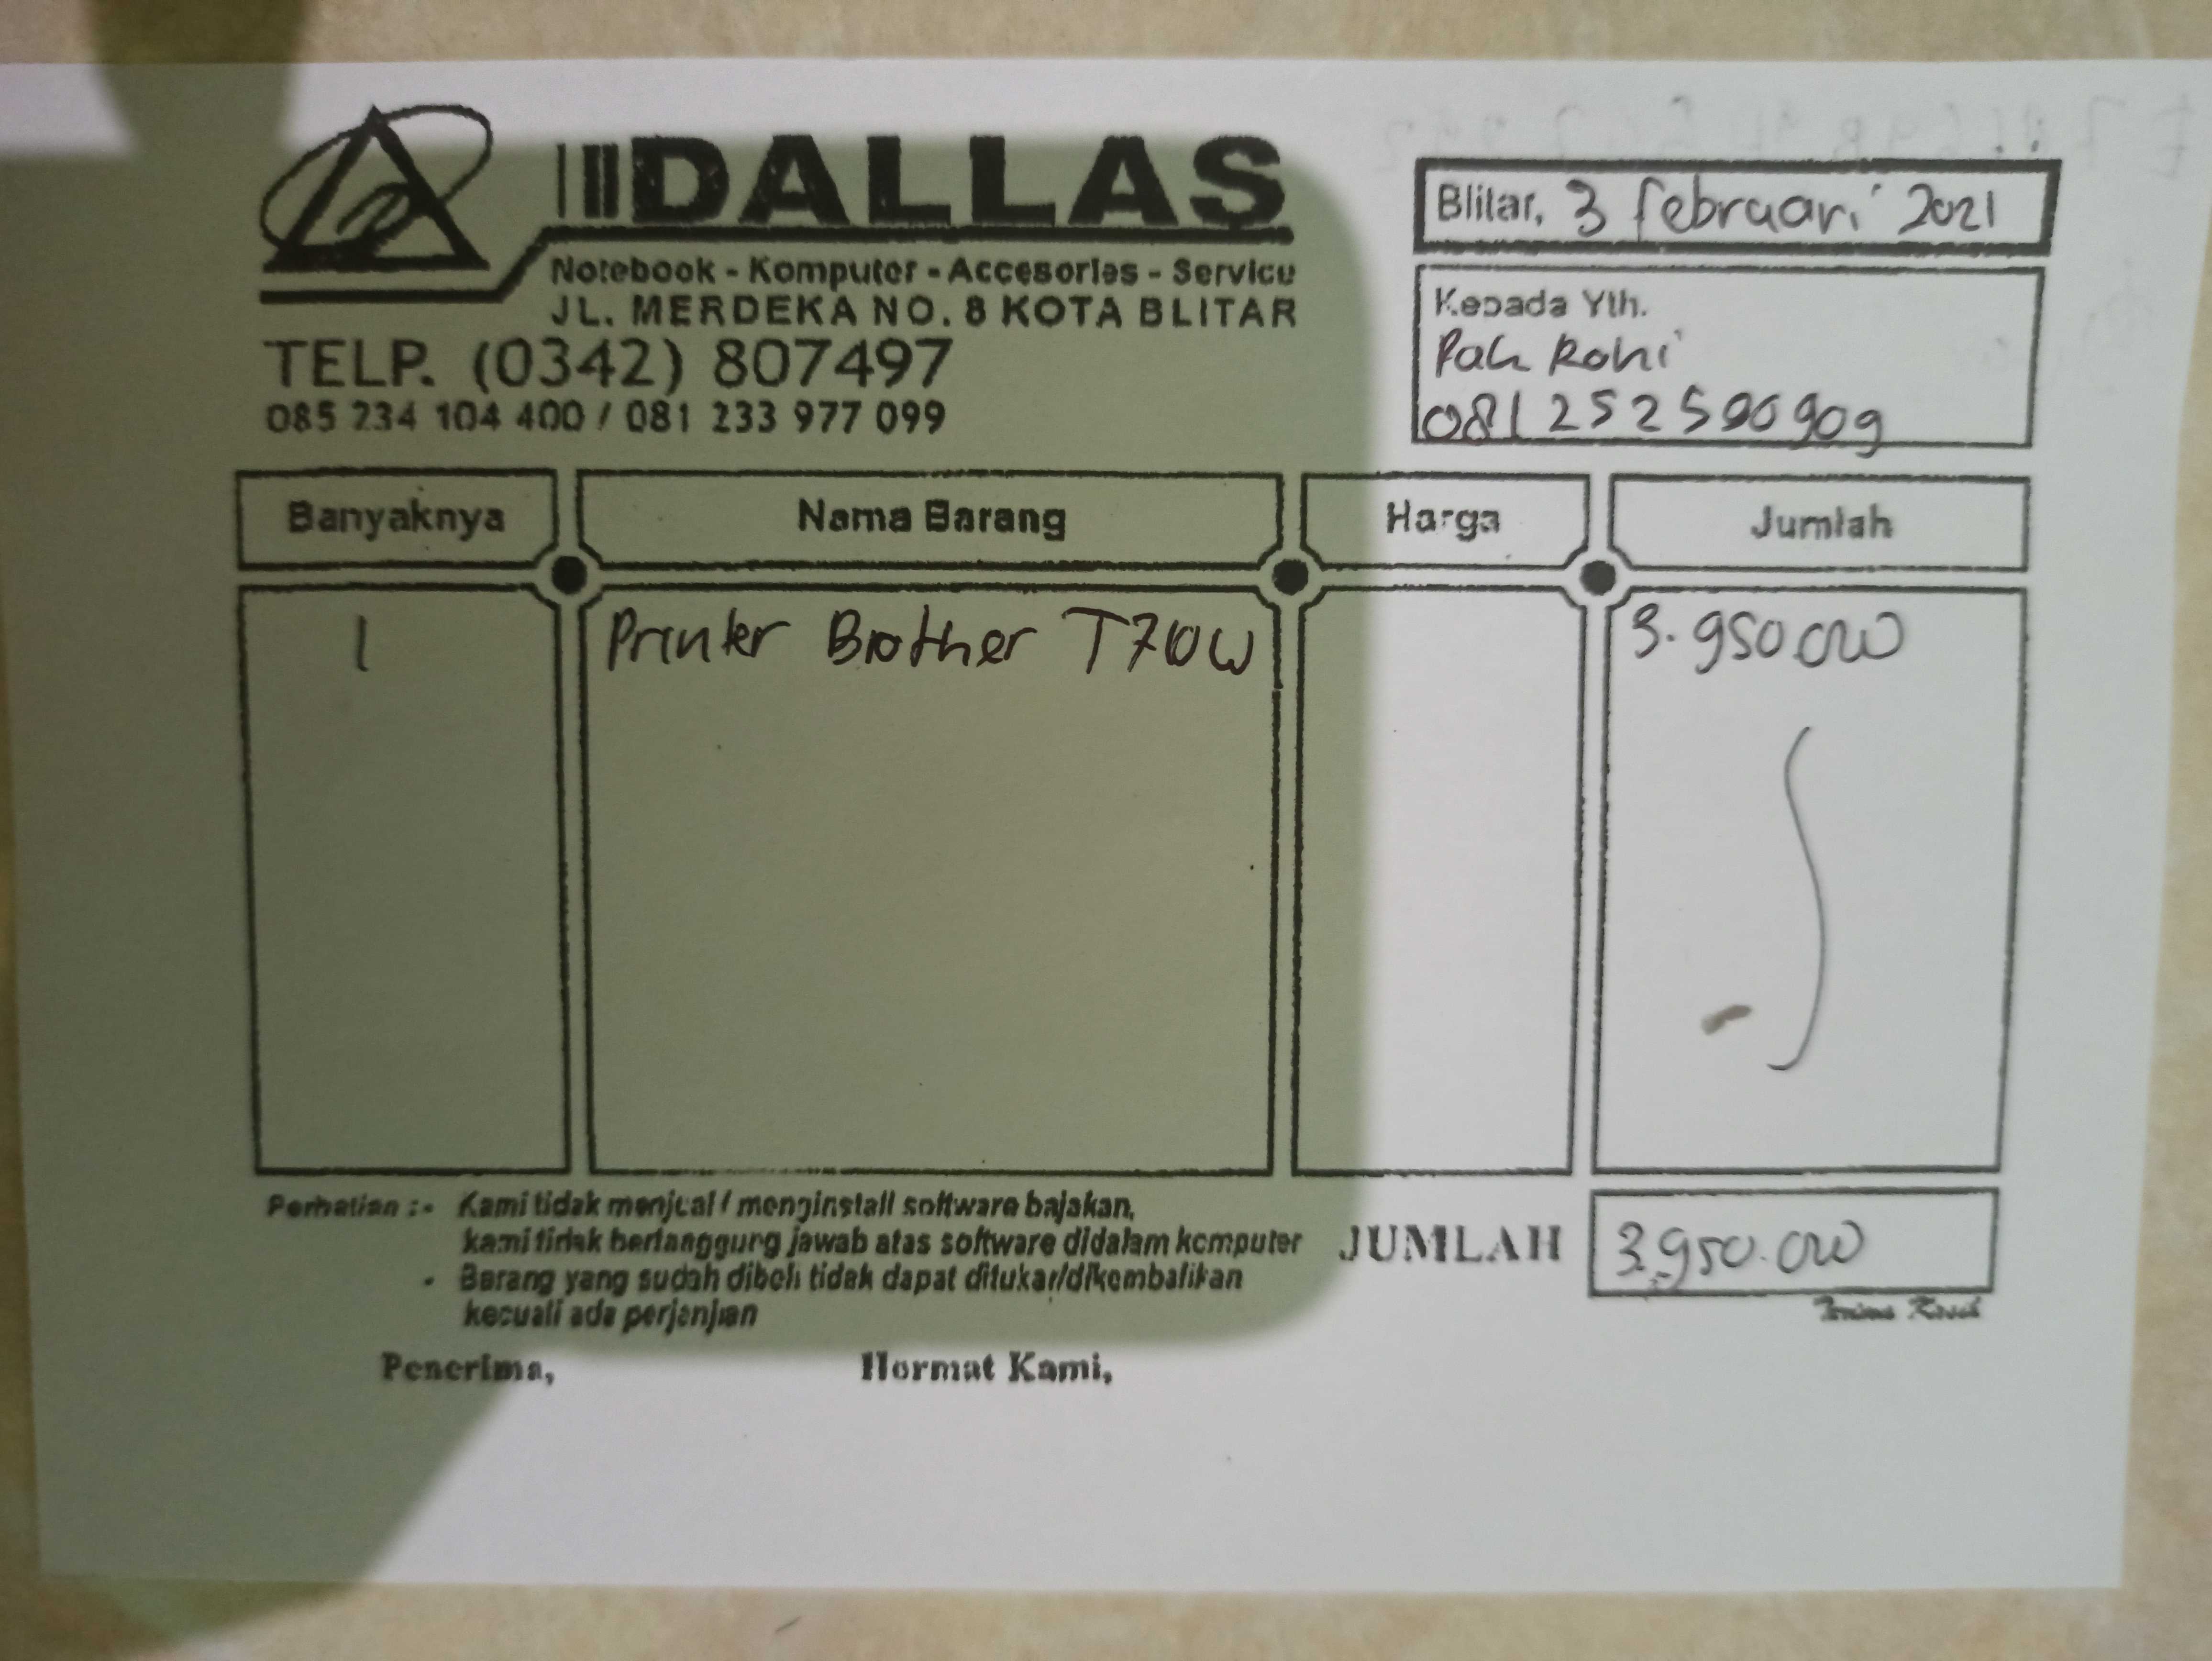 DALLAS
Notebook - Komputer - Accesories - Service
JL. MERDEKA NO. 8 KOTA BLITAR
TELP. (0342) 807497
085 234 104 400 / 081 233 977 099
Blitar, 3 februari 2021
Kepada Yth.
Pak Rohi
081252590909
Banyaknya Nama Barang Harga Jumlah
1 Printer Brother T710W 3.950.000
Perhatian :- Kami tidak menjual / menginstall software bajakan,
kami tidak bertanggung jawab atas software didalam komputer
- Barang yang sudah dibeli tidak dapat ditukar/dikembalikan
kecuali ada perjanjian
JUMLAH 3.950.000
Terima Kasih
Penerima, Hormat Kami,